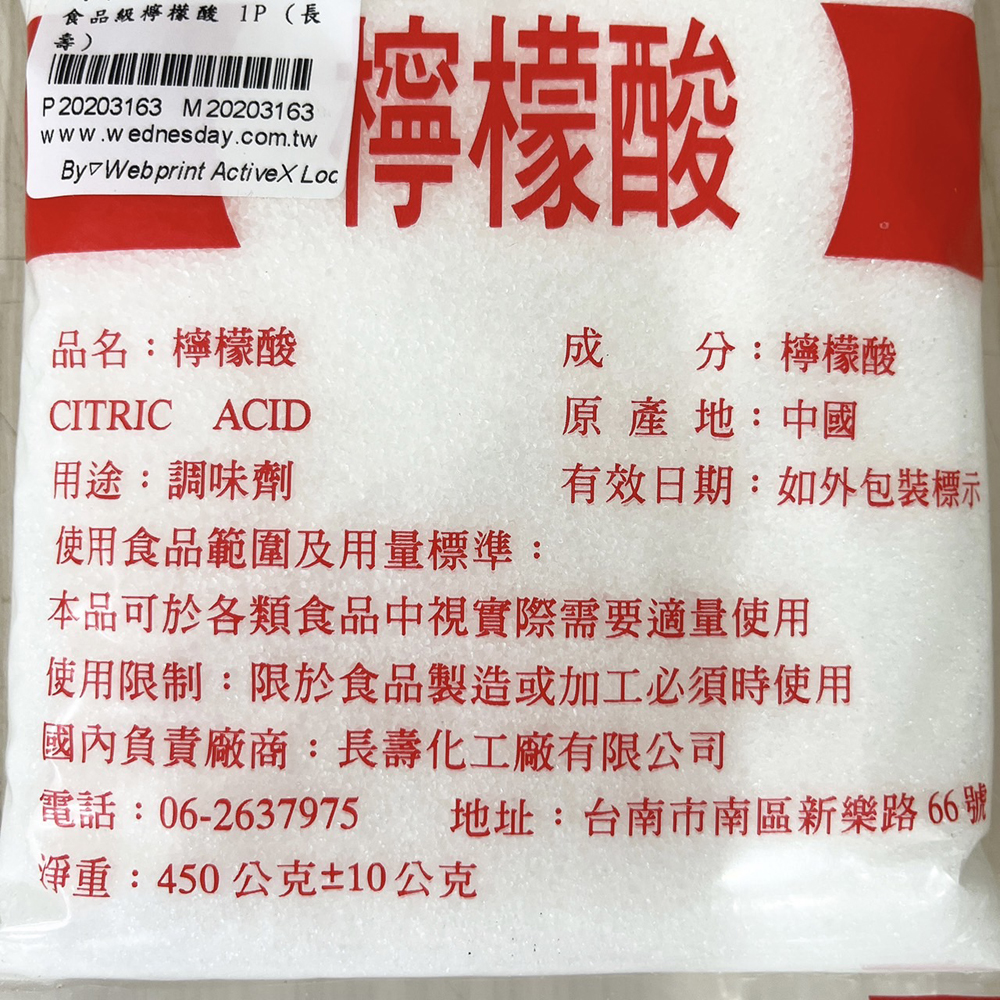 食品級檸檬酸 1P（長
壽）
P20203163 M20203163
www.wednesday.com.tw
By▽Webprint ActiveX Loc
檸檬酸
品名：檸檬酸
成 分：檸檬酸
CITRIC ACID
原產地：中國
用途：調味劑
有效日期：如外包裝標示
使用食品範圍及用量標準：
本品可於各類食品中視實際需要適量使用
使用限制：限於食品製造或加工必須時使用
國內負責廠商：長壽化工廠有限公司
電話：06-2637975 地址：台南市南區新樂路66號
淨重：450公克±10公克